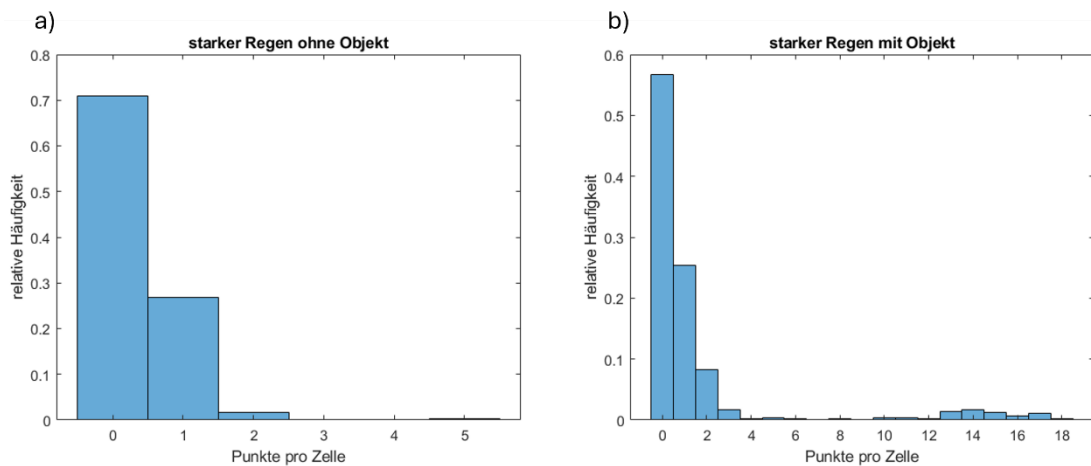 a)
starker Regen ohne Objekt
0.8
0.7
0.6
0.5
0.4
0.3
0.2
0.1
0
relative Häufigkeit
0 1 2 3 4 5
Punkte pro Zelle
b)
starker Regen mit Objekt
0.6
0.5
0.4
0.3
0.2
0.1
0
relative Häufigkeit
0 2 4 6 8 10 12 14 16 18
Punkte pro Zelle